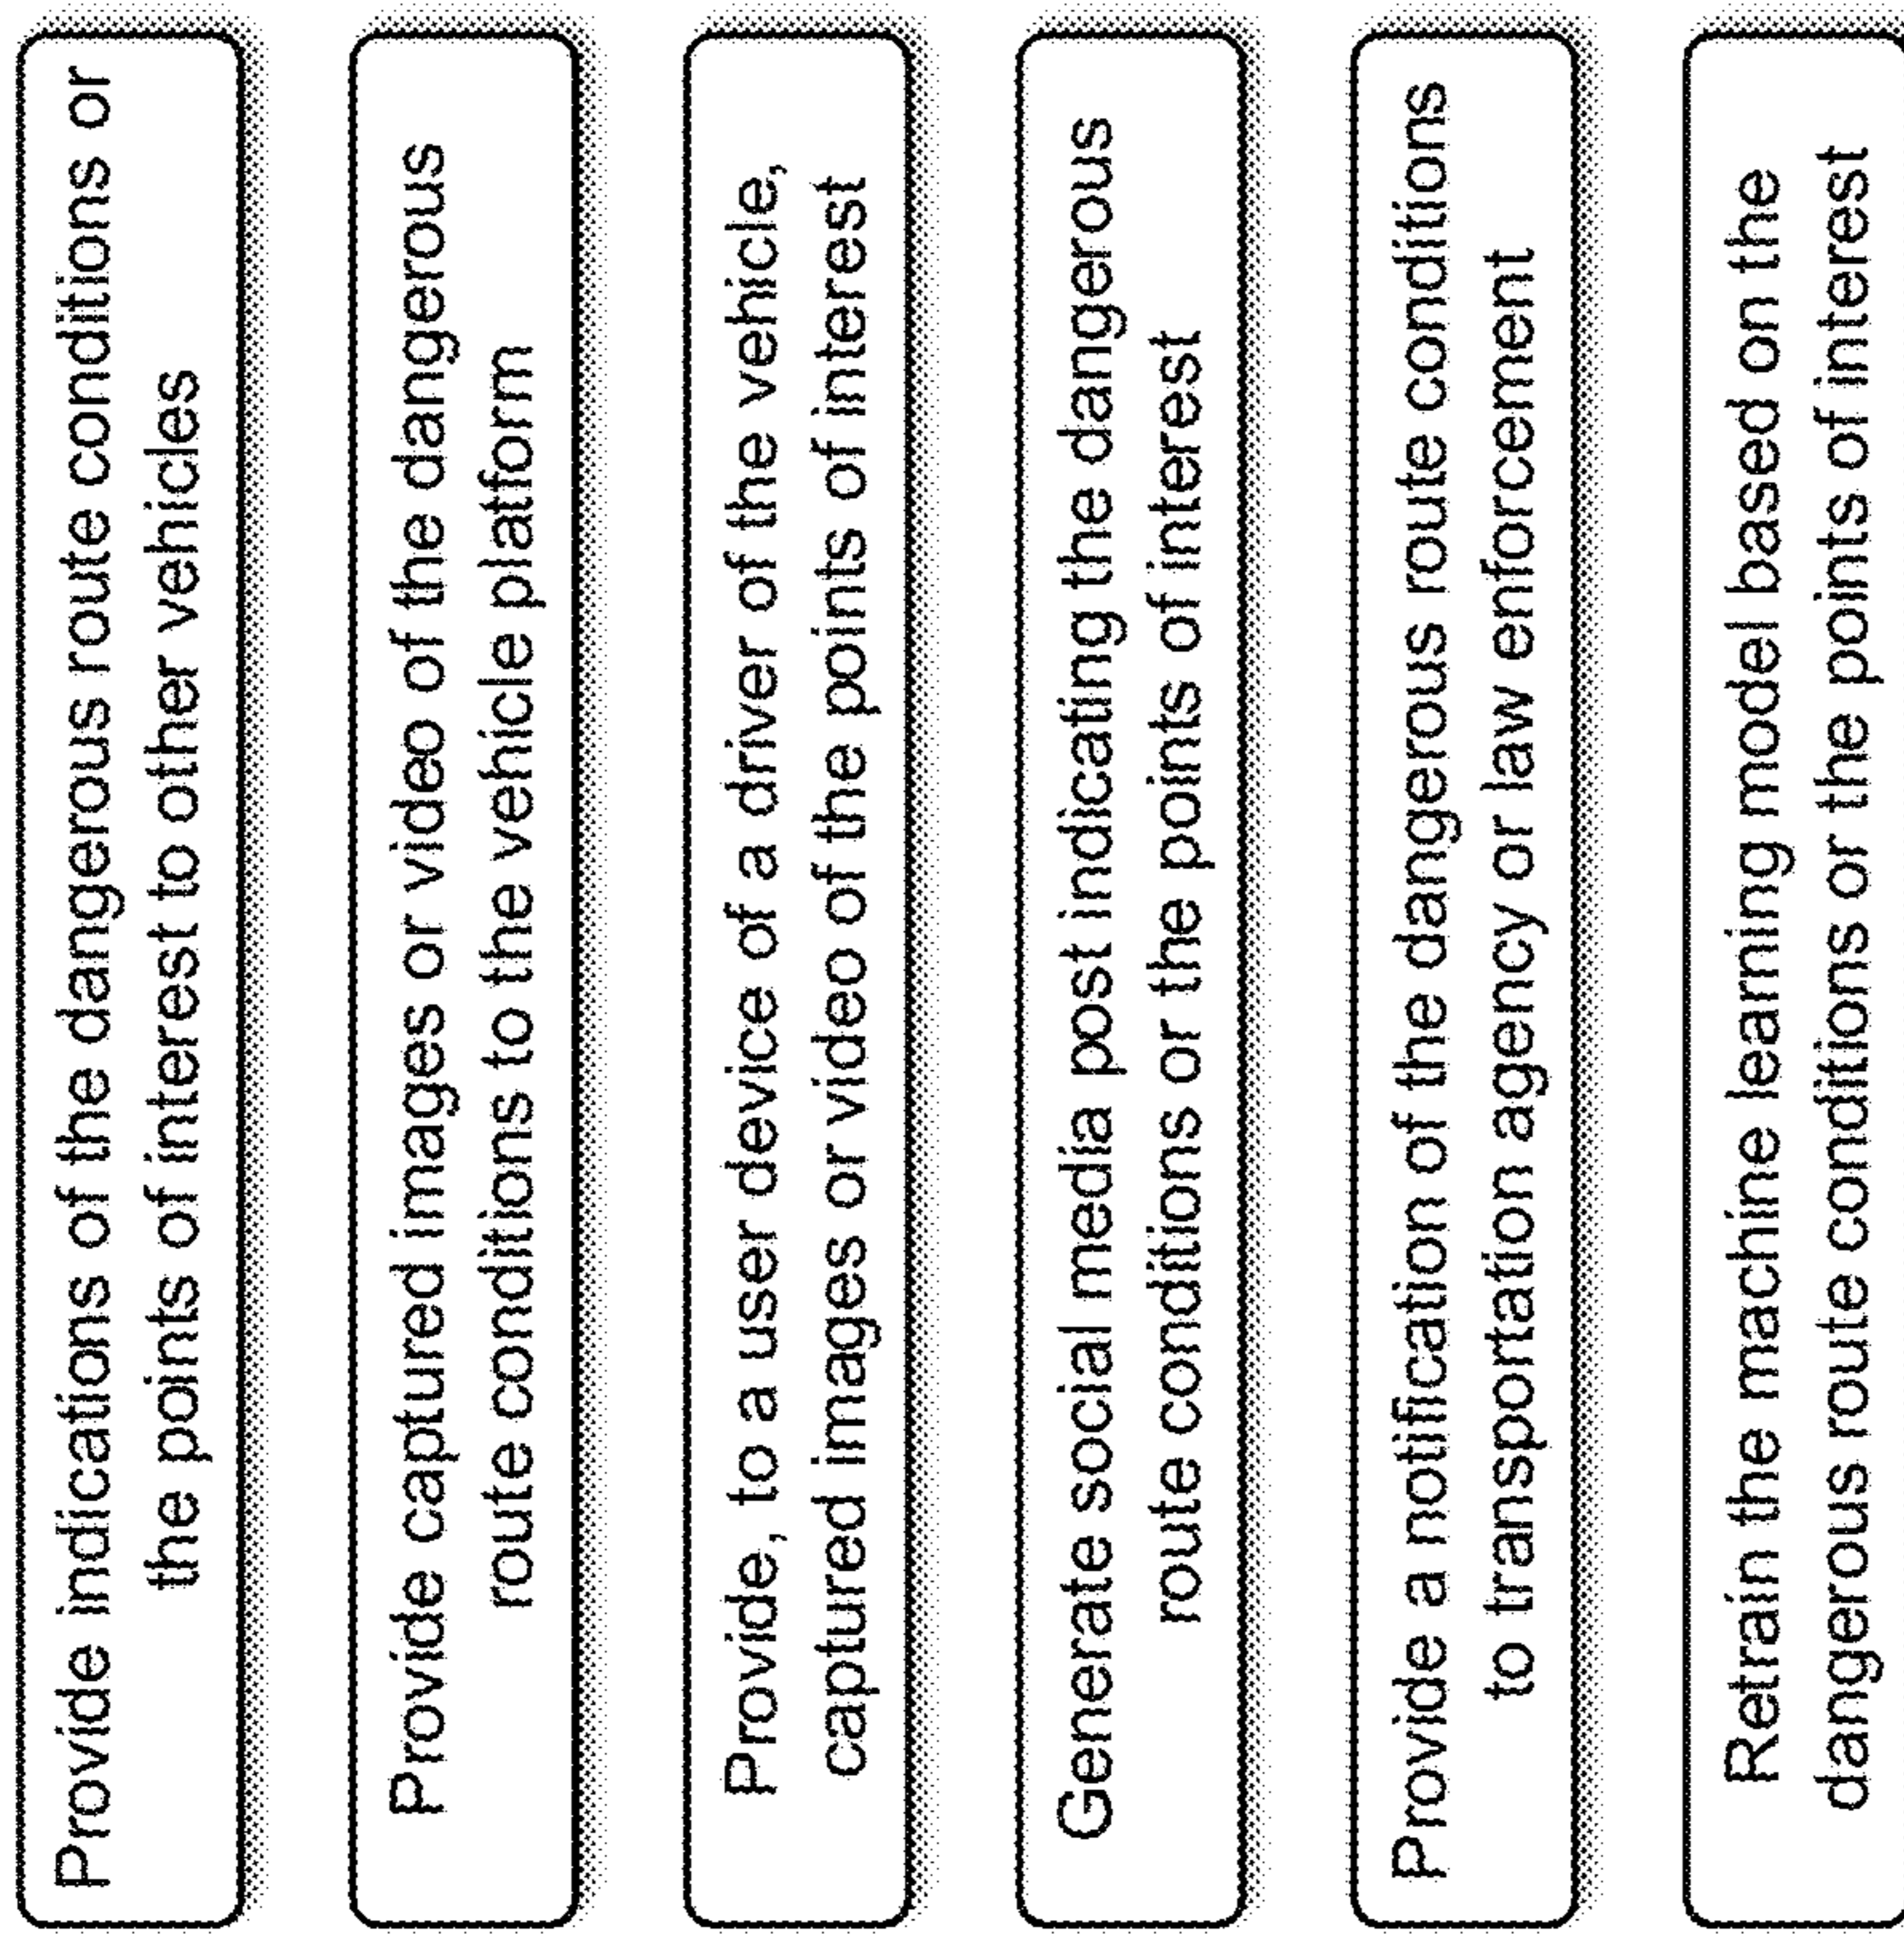 Provide indications of the dangerous route conditions or
the points of interest to other vehicles
Provide captured images or video of the dangerous
route conditions to the vehicle platform
Provide, to a user device of a driver of the vehicle,
captured images or video of the points of interest
Generate social media post indicating the dangerous
route conditions or the points of interest
Provide a notification of the dangerous route conditions
to transportation agency or law enforcement
Retrain the machine learning model based on the
dangerous route conditions or the points of interest